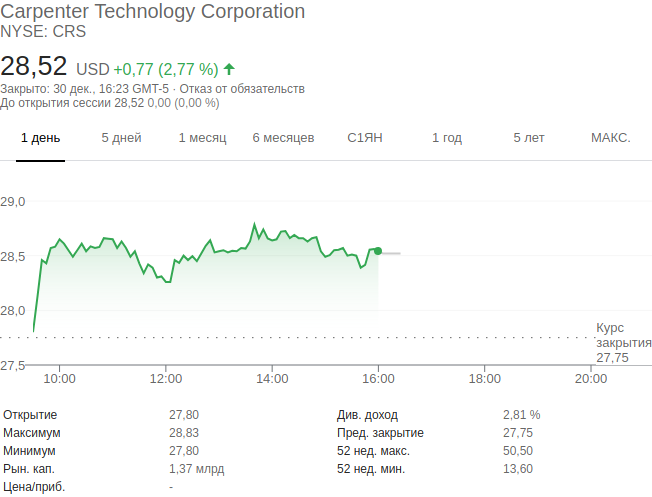 Carpenter Technology Corporation
NYSE: CRS
28,52 USD +0,77 (2,77 %)
Закрыто: 30 дек., 16:23 GMT-5 · Отказ от обязательств
До открытия сессии 28,52 0,00 (0,00 %)
1 день 5 дней 1 месяц 6 месяцев С1ЯН 1 год 5 лет МАКС.
29,0
28,5
28,0
Курс
закрытия
27,75
27,5
10:00 12:00 14:00 16:00 18:00 20:00
Открытие 27,80 Див. доход 2,81 %
Максимум 28,83 Пред. закрытие 27,75
Минимум 27,80 52 нед. макс. 50,50
Рын. кап. 1,37 млрд 52 нед. мин. 13,60
Цена/приб. -